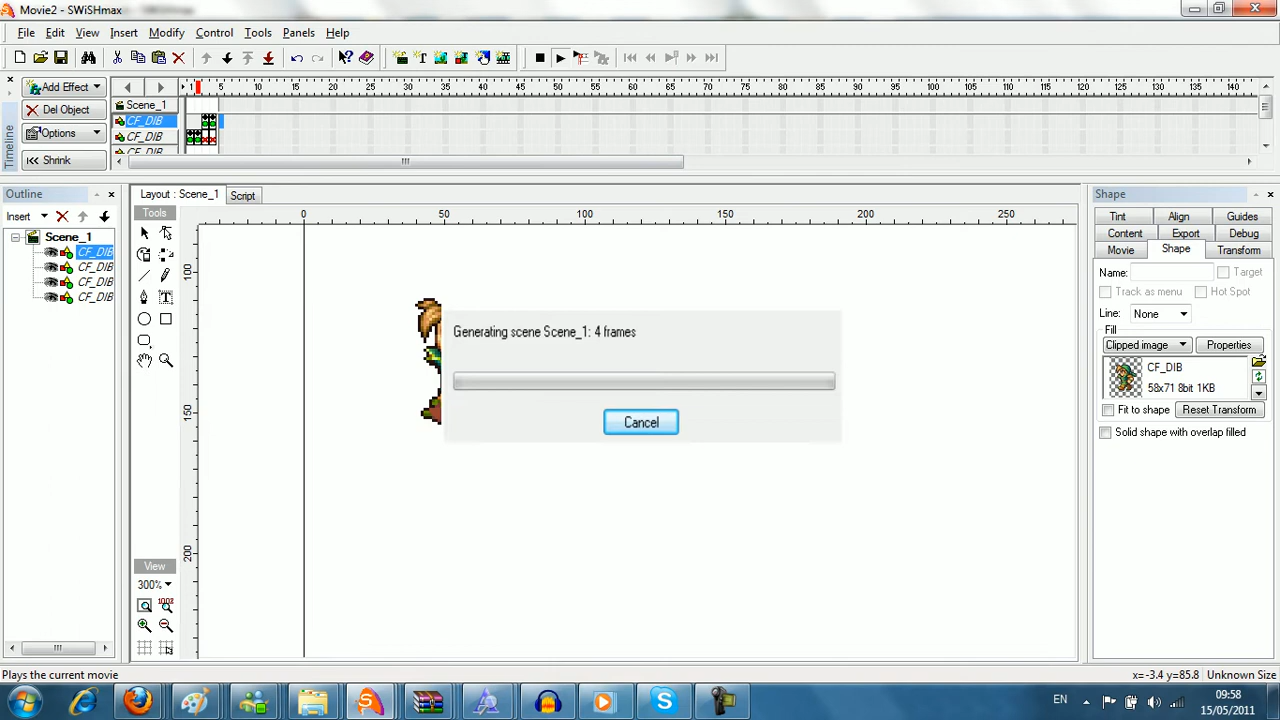 Movie2 - SWiSHmax
File Edit View Insert Modify Control Tools Panels Help
Add Effect
Del Object
Options
Shrink
Timeline
1 5 10 15 20 25 30 35 40 45 50 55 60 65 70 75 80 85 90 95 100 105 110 115 120 125 130 135 140
Scene_1
CF_DIB
CF_DIB
CF_DIB
Outline
Insert
Scene_1
CF_DIB
CF_DIB
CF_DIB
CF_DIB
Layout : Scene_1 Script
Tools
0 50 100 150 200 250
100
150
200
View
300%
100%
Generating scene Scene_1: 4 frames
Cancel
Shape
Tint Align Guides
Content Export Debug
Movie Shape Transform
Name: Target
Track as menu Hot Spot
Line: None
Fill
Clipped image Properties
CF_DIB
58x71 8bit 1KB
Fit to shape Reset Transform
Solid shape with overlap filled
Plays the current movie
x=-3.4 y=85.8 Unknown Size
EN
09:58
15/05/2011